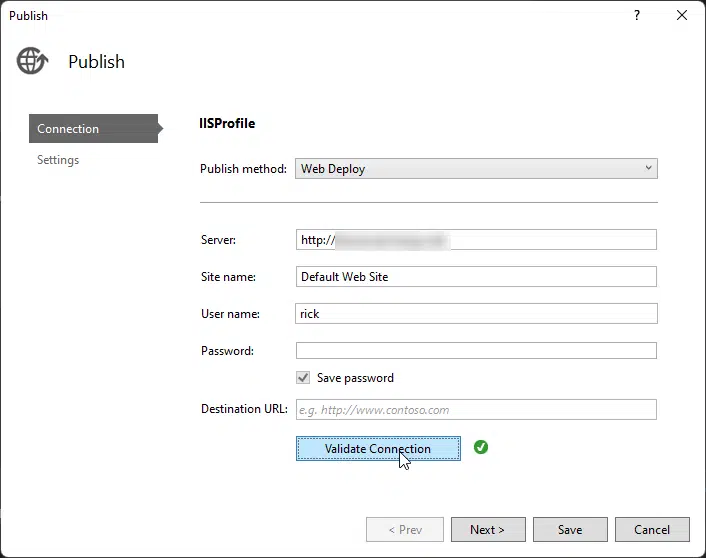 Publish
?
Publish
Connection
Settings
IISProfile
Publish method: Web Deploy
Server: http://
Site name: Default Web Site
User name: rick
Password:
Save password
Destination URL: e.g. http://www.contoso.com
Validate Connection
< Prev Next > Save Cancel